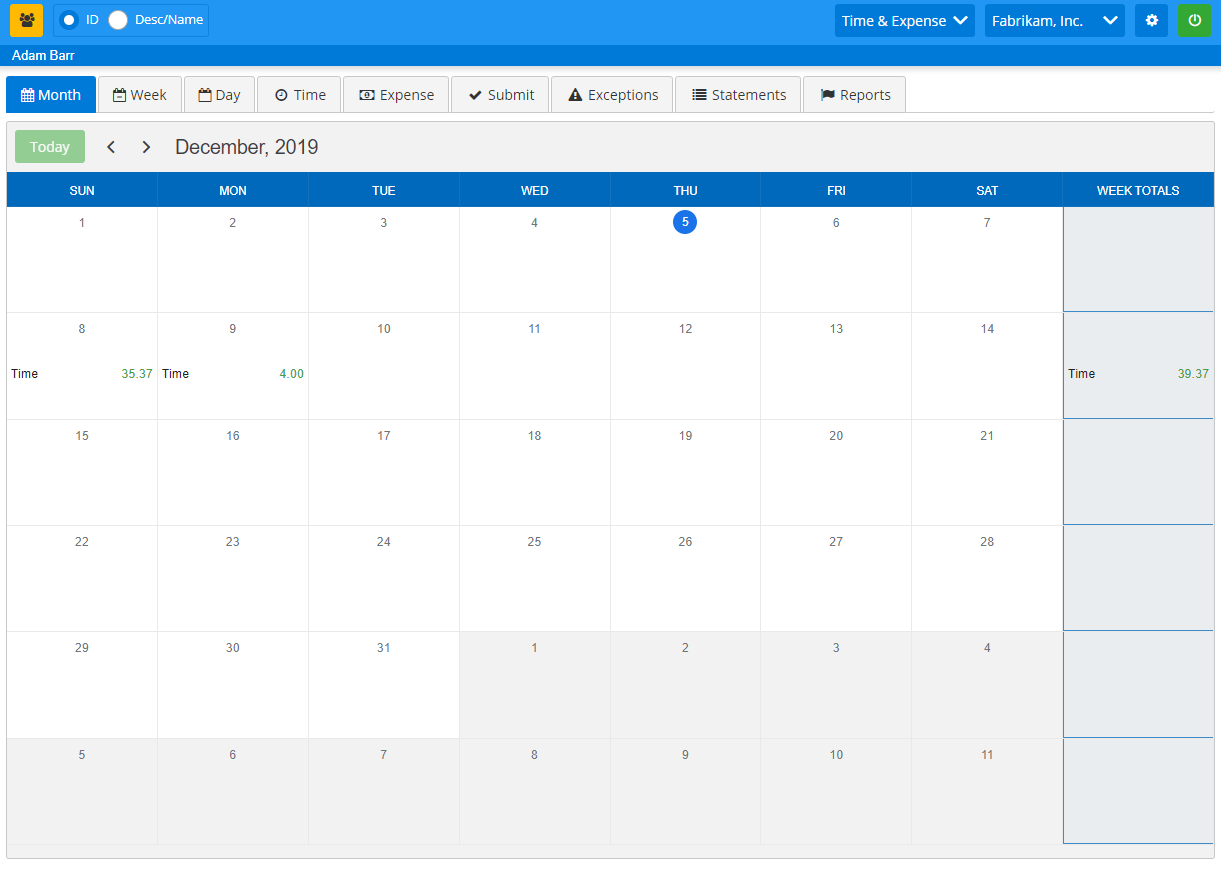 ID Desc/Name Time & Expense Fabrikam, Inc.
Adam Barr
Month Week Day Time Expense Submit Exceptions Statements Reports
Today December, 2019
SUN MON TUE WED THU FRI SAT WEEK TOTALS
1 2 3 4 5 6 7
8 9 10 11 12 13 14
Time 35.37 Time 4.00 Time 39.37
15 16 17 18 19 20 21
22 23 24 25 26 27 28
29 30 31 1 2 3 4
5 6 7 8 9 10 11